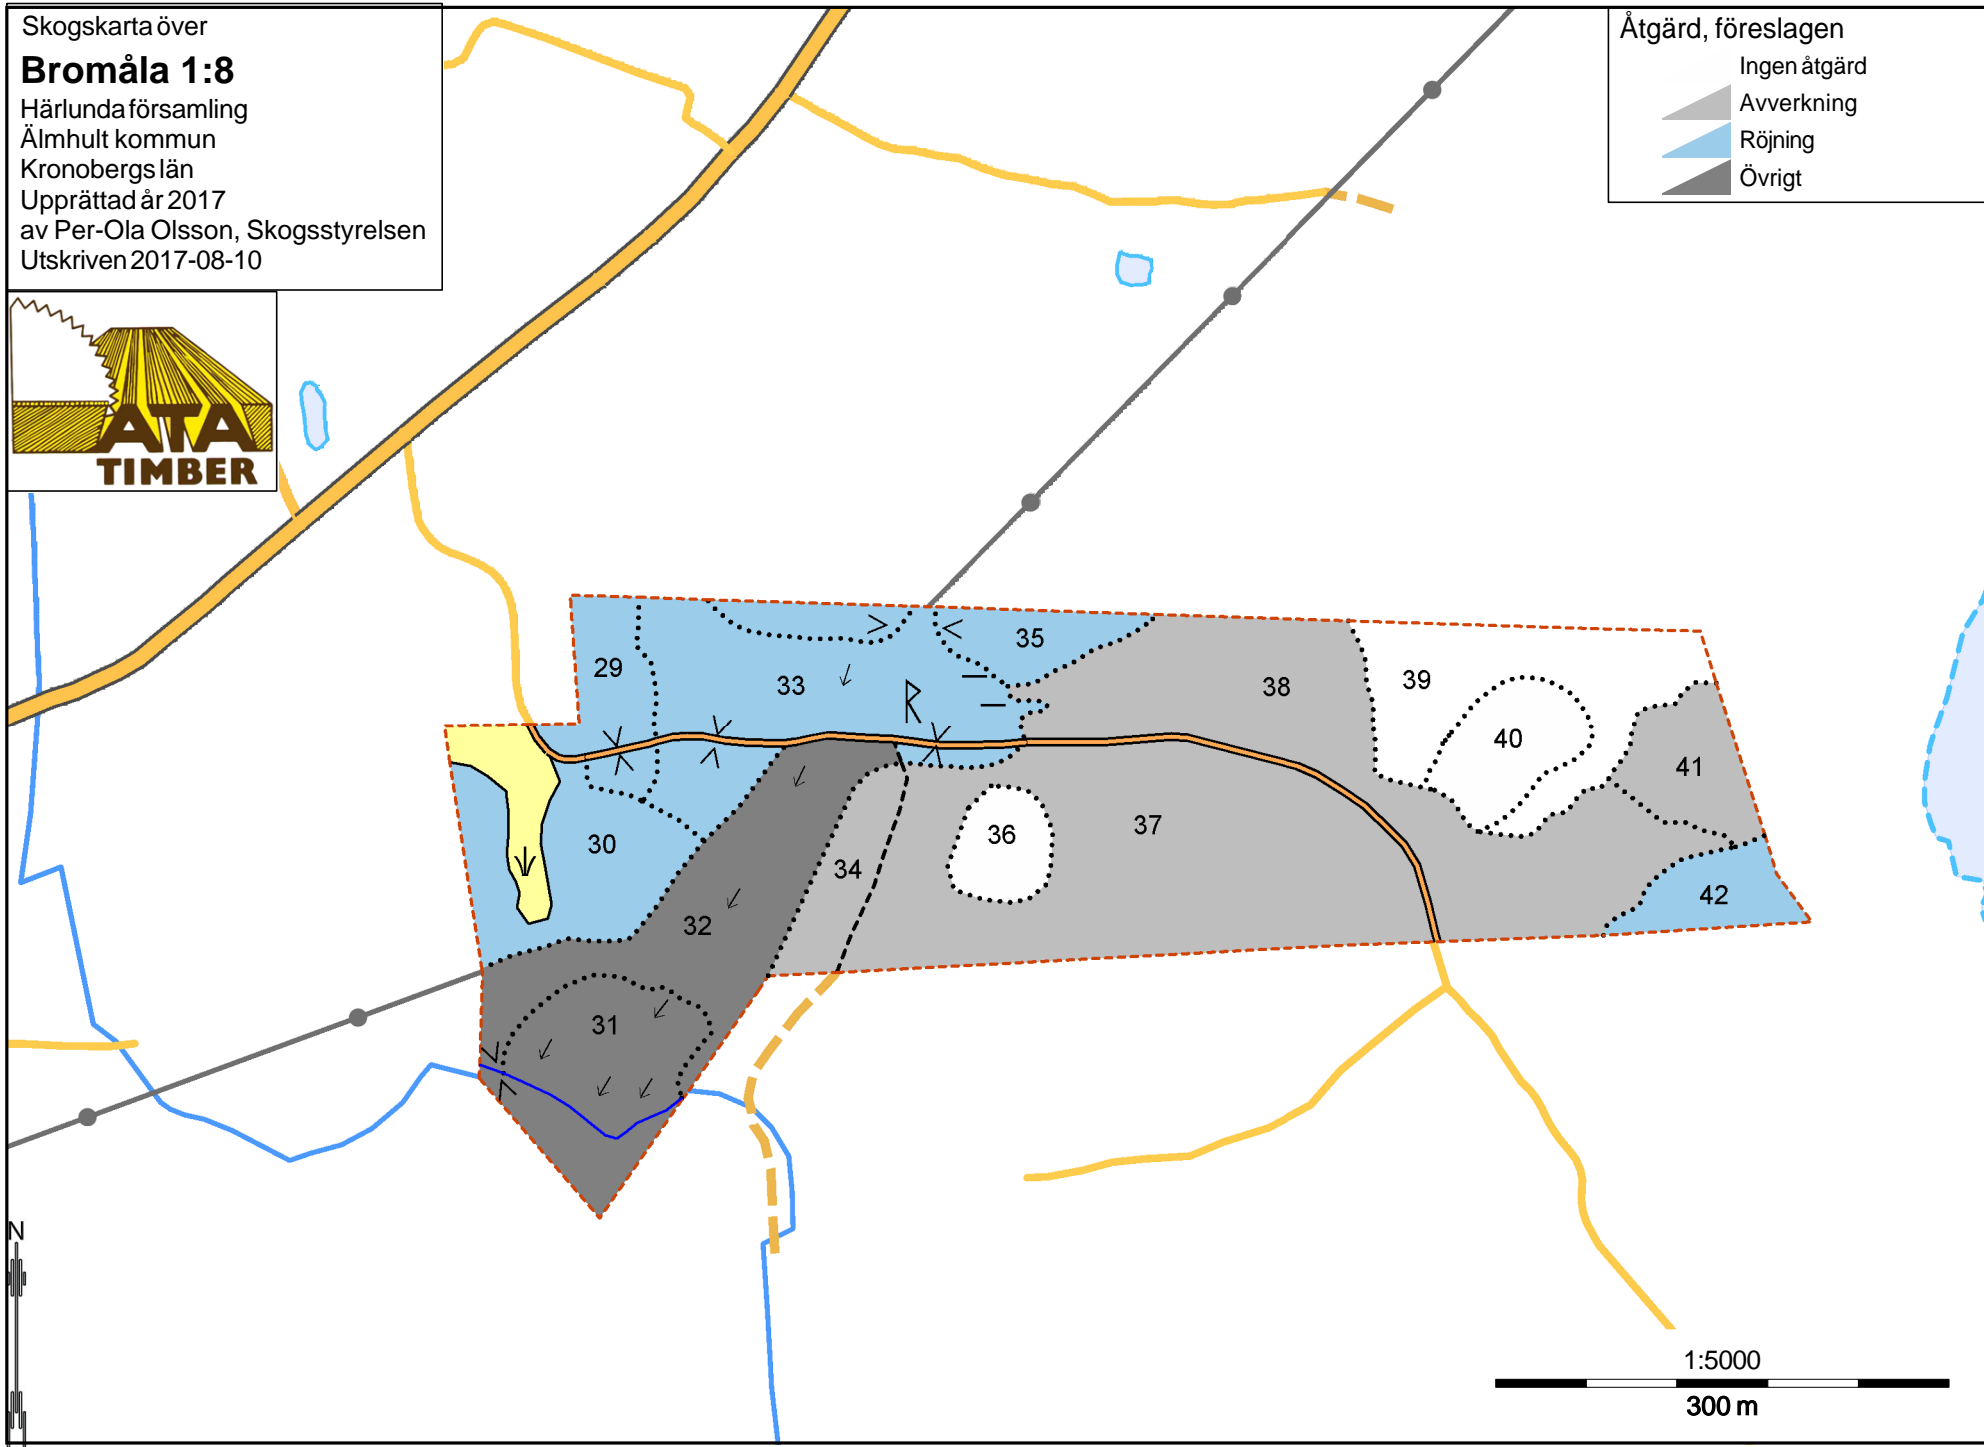 Skogskarta över
Bromåla 1:8
Härlunda församling
Älmhult kommun
Kronobergs län
Upprättad år 2017
av Per-Ola Olsson, Skogsstyrelsen
Utskriven 2017-08-10
ATA
TIMBER
Åtgärd, föreslagen
Ingen åtgärd
Avverkning
Röjning
Övrigt
29
33
R
35
38
39
40
41
30
34
36
37
42
32
31
N
1:5000
300 m